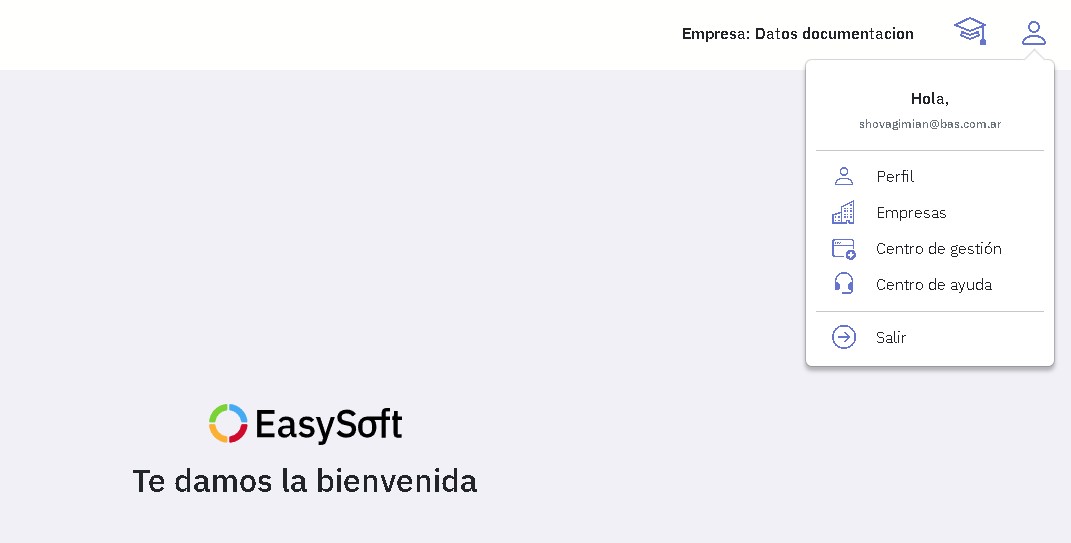 Empresa: Datos documentacion
Hola,
shovagimian@bas.com.ar
Perfil
Empresas
Centro de gestión
Centro de ayuda
Salir
EasySoft
Te damos la bienvenida